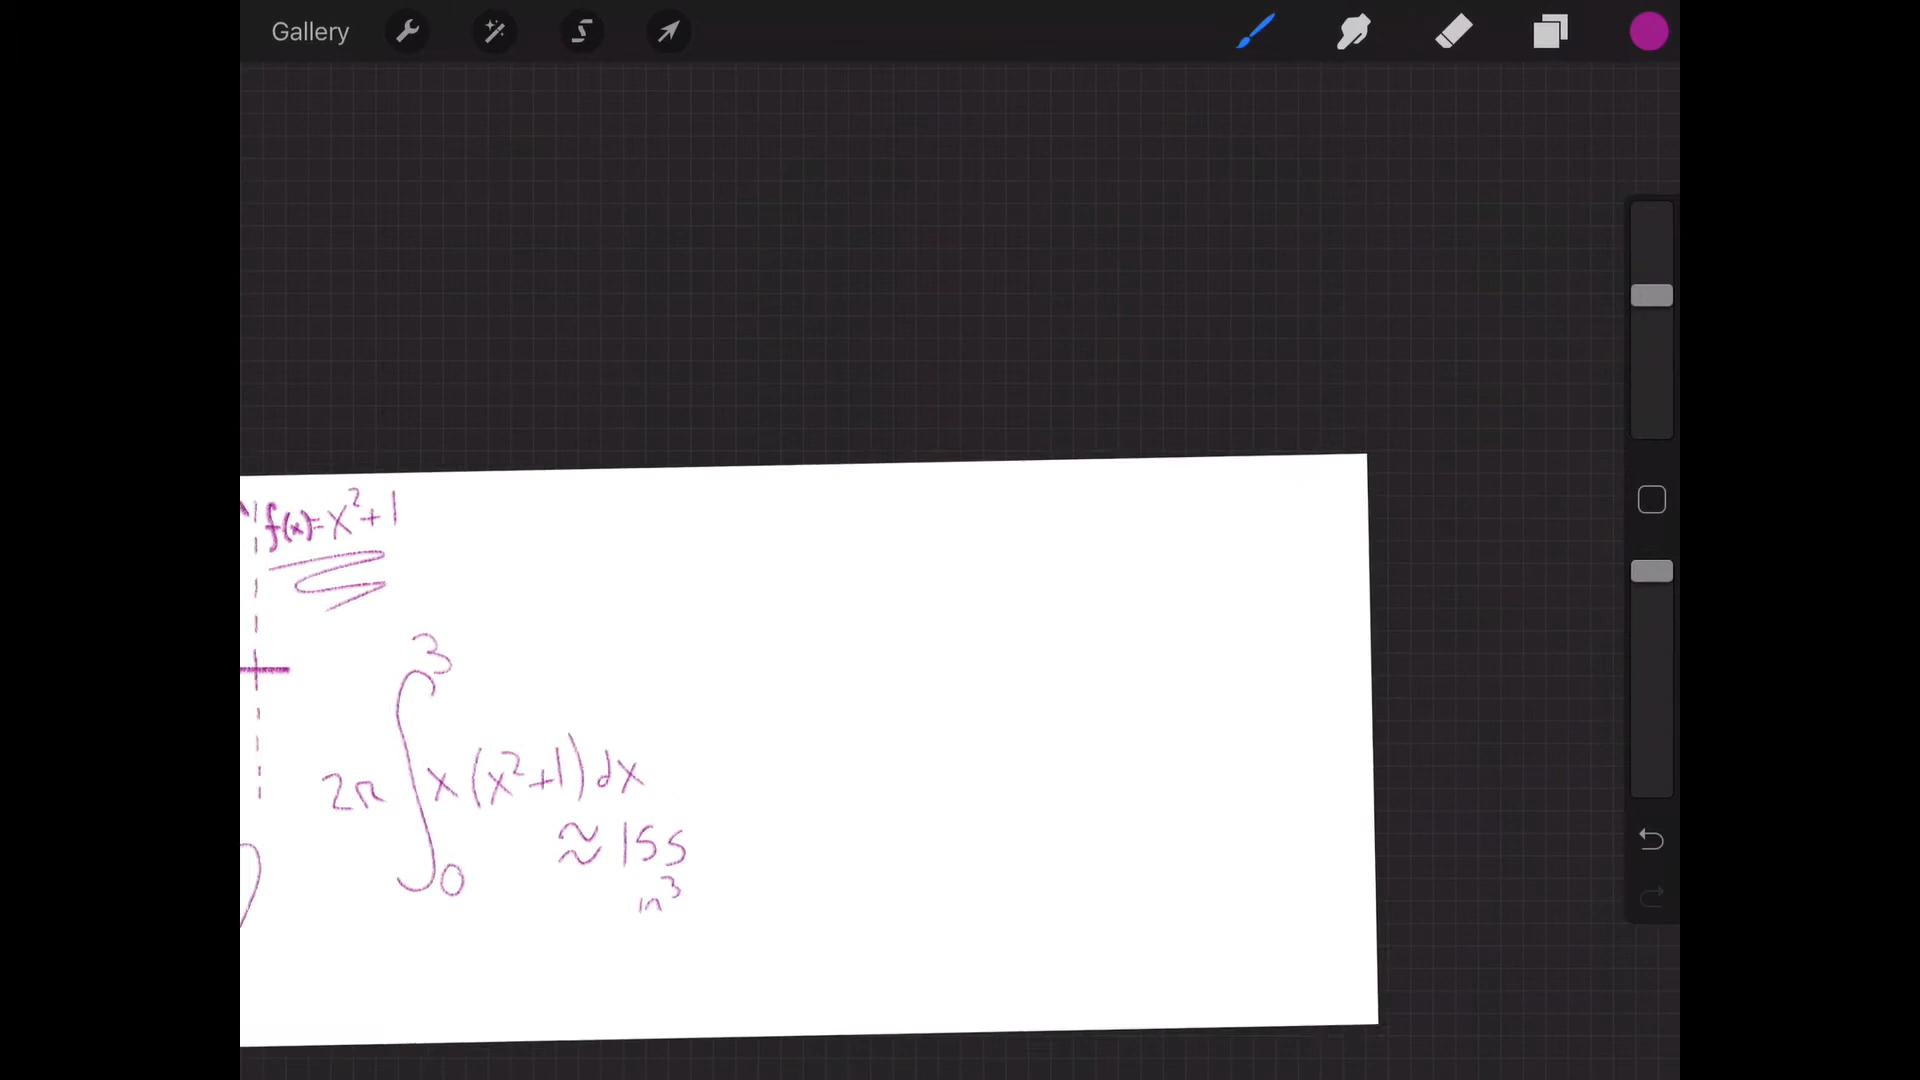 Gallery
f(x)=x²+1
3
2π∫x(x²+1)dx
0
≈155
in³